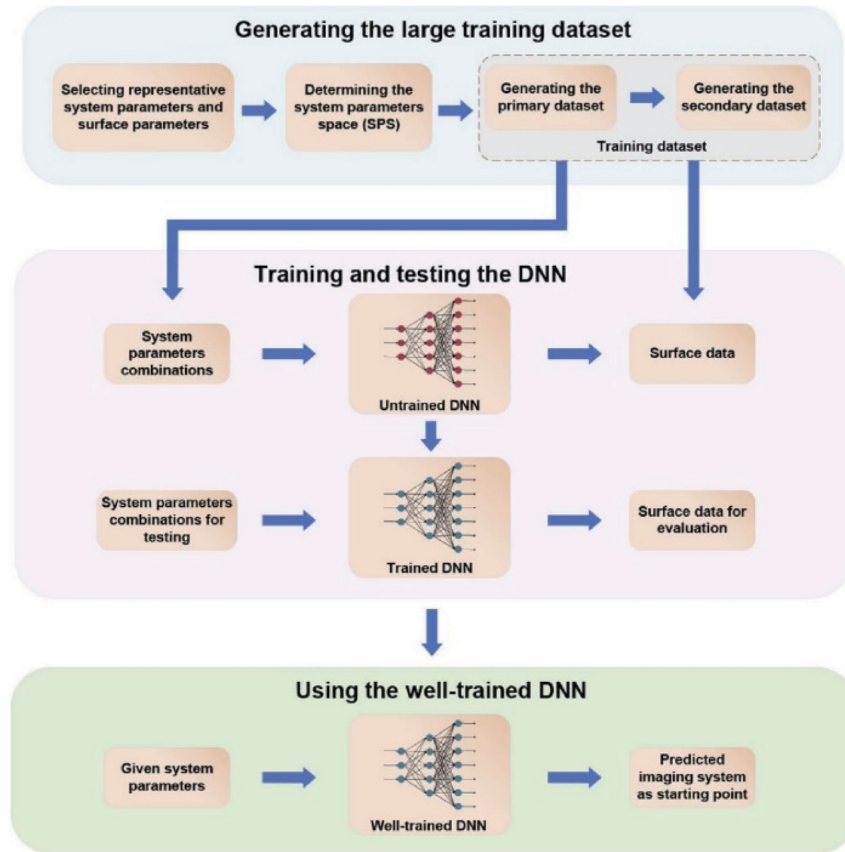 Generating the large training dataset
Selecting representative
system parameters and
surface parameters
Determining the
system parameters
space (SPS)
Generating the
primary dataset
Generating the
secondary dataset
Training dataset
Training and testing the DNN
System
parameters
combinations
Untrained DNN
Surface data
System parameters
combinations for
testing
Trained DNN
Surface data for
evaluation
Using the well-trained DNN
Given system
parameters
Well-trained DNN
Predicted
imaging system
as starting point